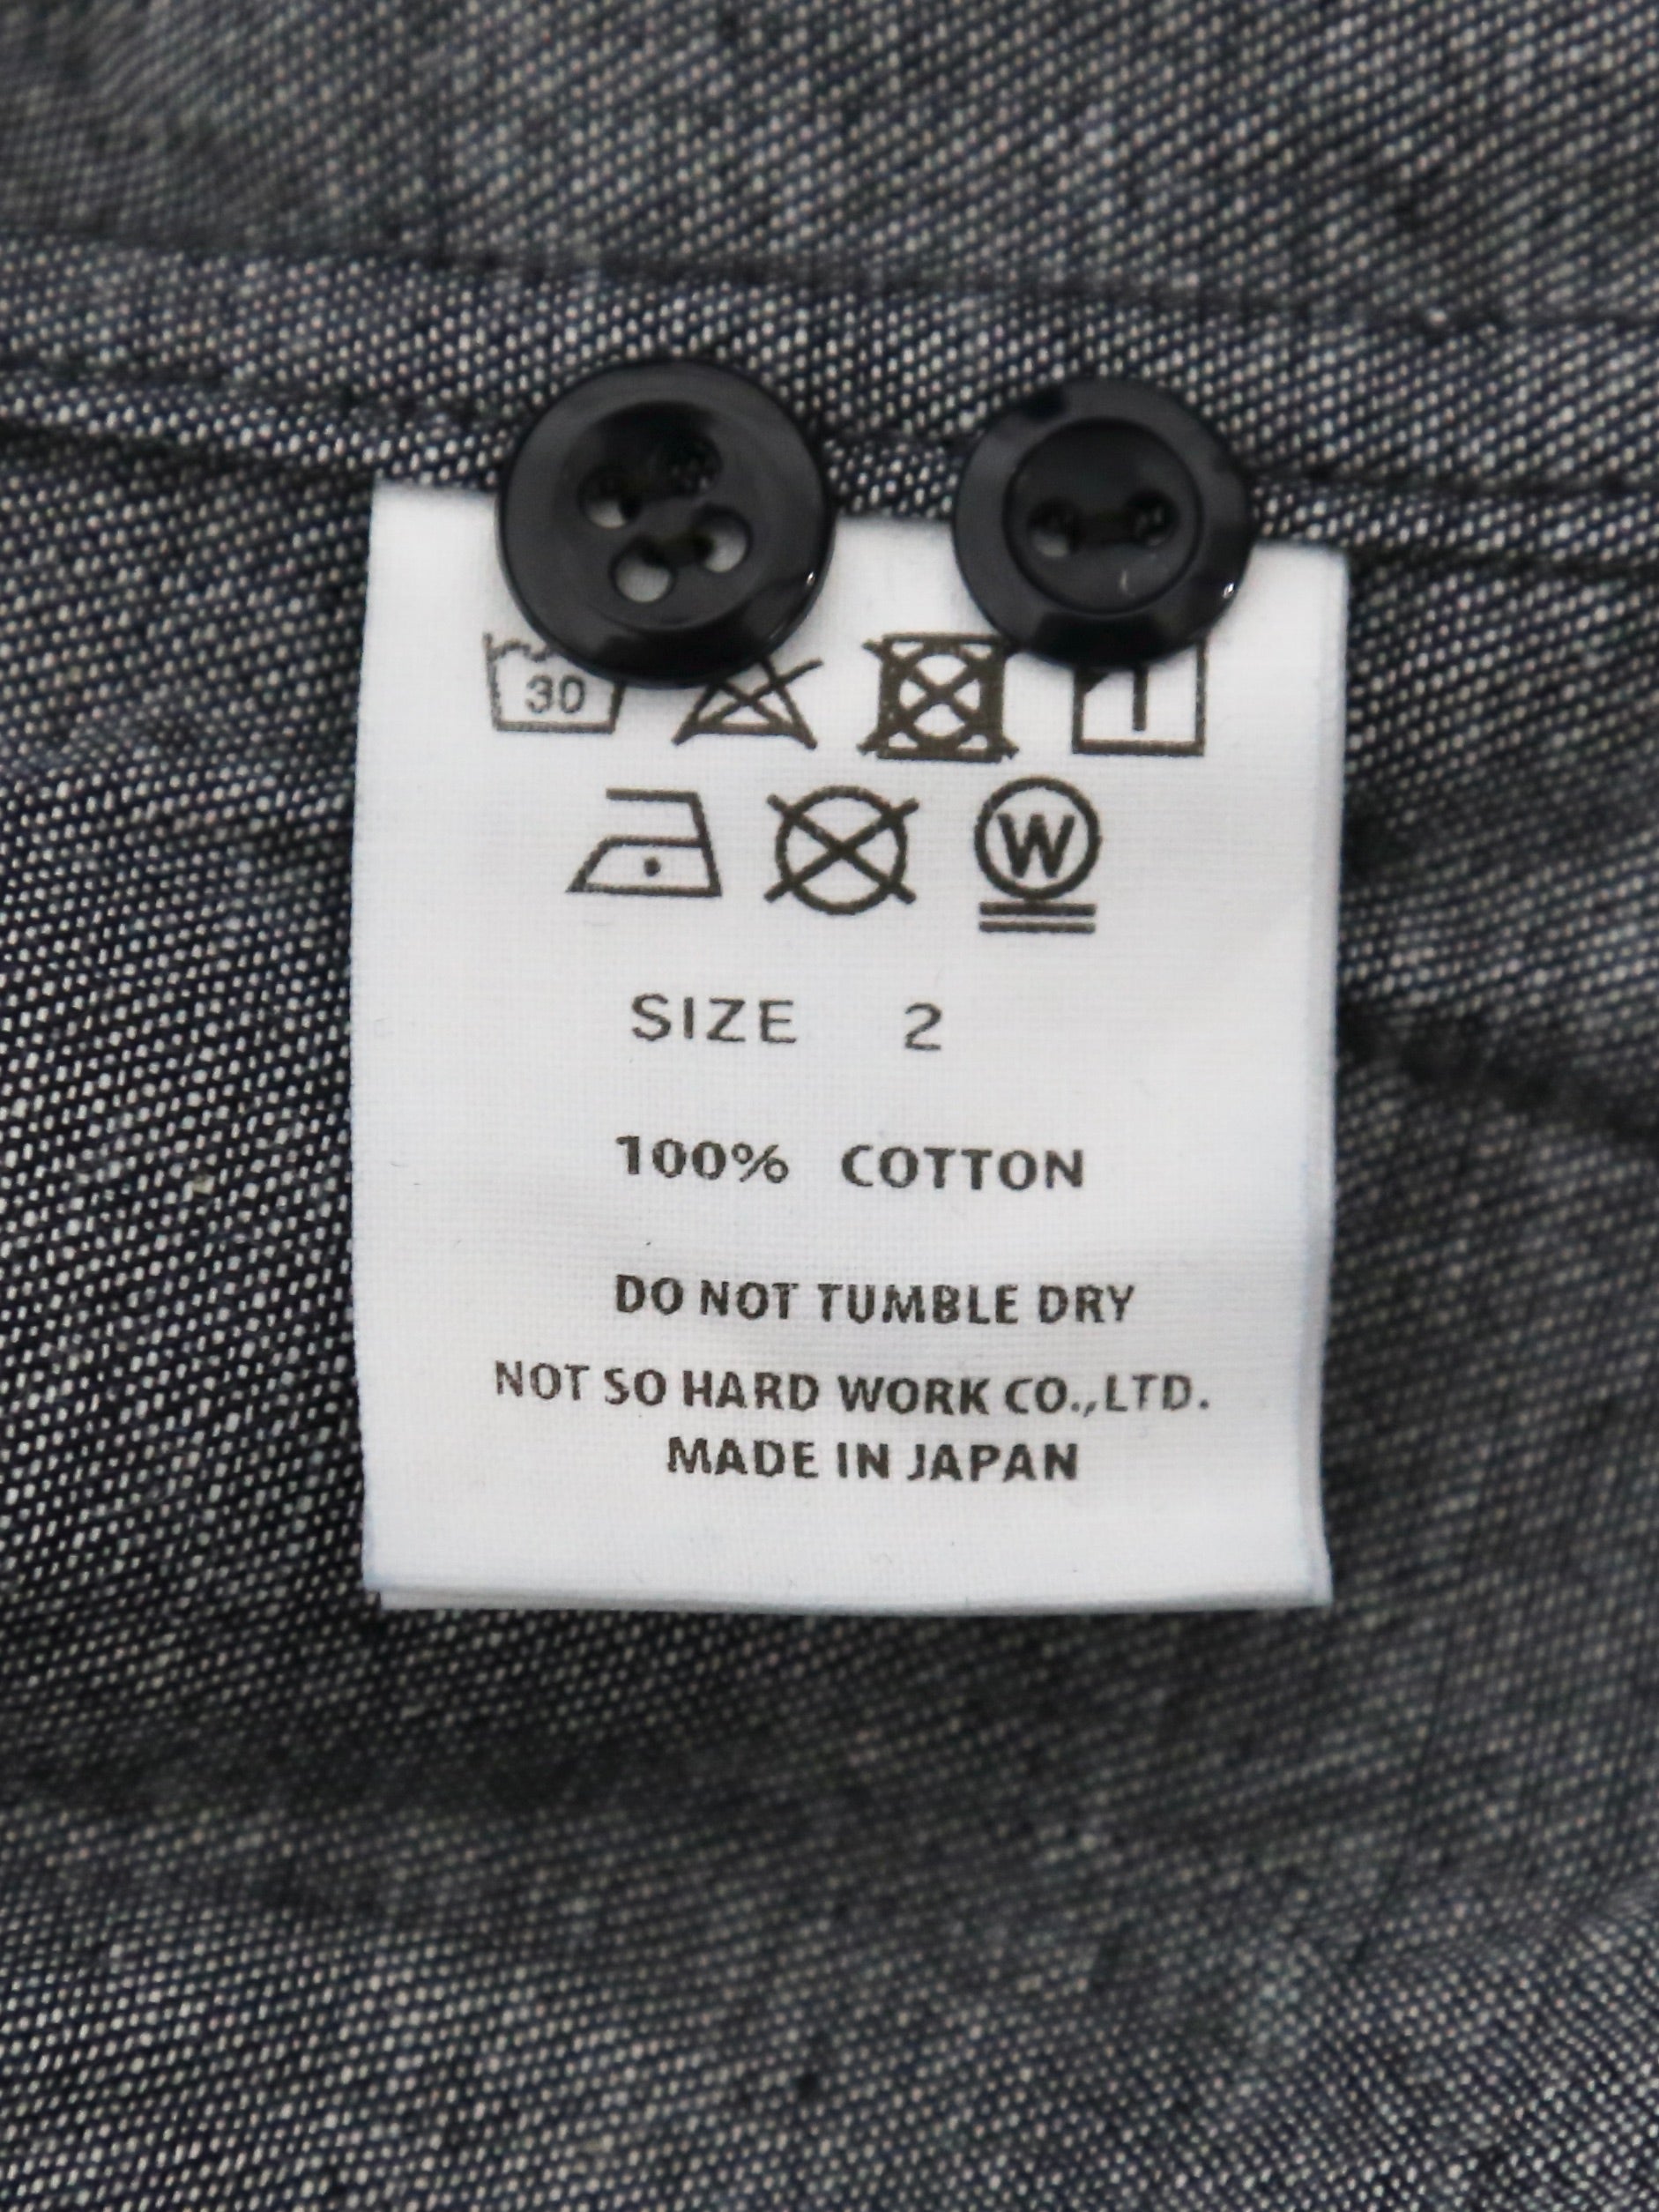 30
W
SIZE 2
100% COTTON
DO NOT TUMBLE DRY
NOT SO HARD WORK CO.,LTD.
MADE IN JAPAN